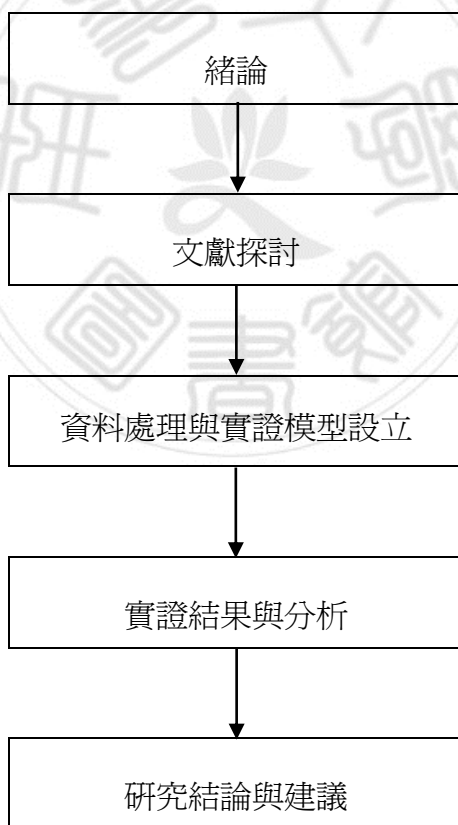 緒論
文獻探討
資料處理與實證模型設立
實證結果與分析
研究結論與建議